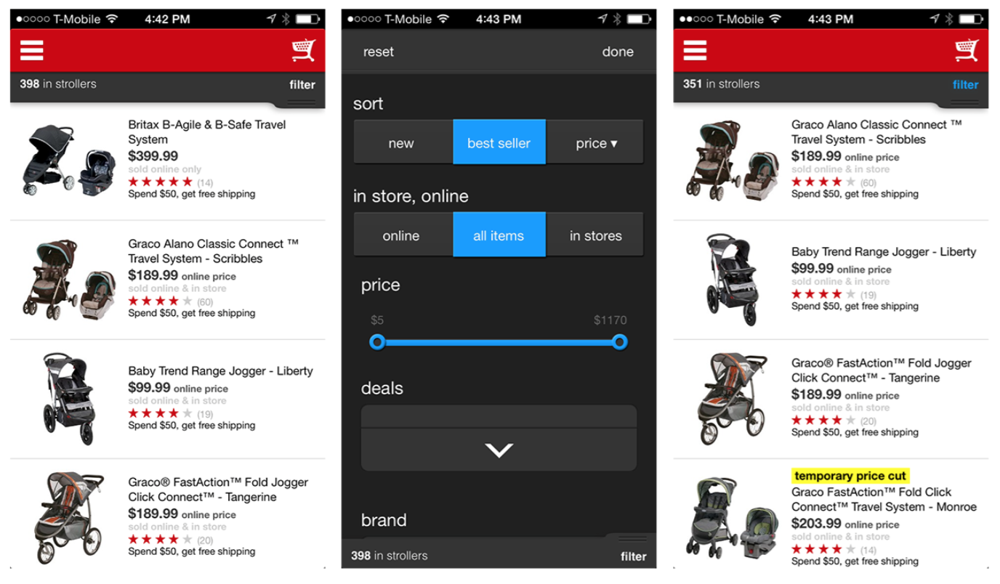 T-Mobile 4:42 PM
398 in strollers filter
Britax B-Agile & B-Safe Travel
System
$399.99
sold online only
(14)
Spend $50, get free shipping
Graco Alano Classic Connect ™
Travel System - Scribbles
$189.99 online price
sold online & in store
(60)
Spend $50, get free shipping
Baby Trend Range Jogger - Liberty
$99.99 online price
sold online & in store
(19)
Spend $50, get free shipping
Graco® FastAction™ Fold Jogger
Click Connect™ - Tangerine
$189.99 online price
sold online & in store
(20)
Spend $50, get free shipping
T-Mobile 4:43 PM
reset done
sort
new best seller price ▾
in store, online
online all items in stores
price
$5 $1170
deals
brand
398 in strollers filter
T-Mobile 4:43 PM
351 in strollers filter
Graco Alano Classic Connect ™
Travel System - Scribbles
$189.99 online price
sold online & in store
(60)
Spend $50, get free shipping
Baby Trend Range Jogger - Liberty
$99.99 online price
sold online & in store
(19)
Spend $50, get free shipping
Graco® FastAction™ Fold Jogger
Click Connect™ - Tangerine
$189.99 online price
sold online & in store
(20)
Spend $50, get free shipping
temporary price cut
Graco FastAction™ Fold Click
Connect™ Travel System - Monroe
$203.99 online price
sold online & in store
(14)
Spend $50, get free shipping